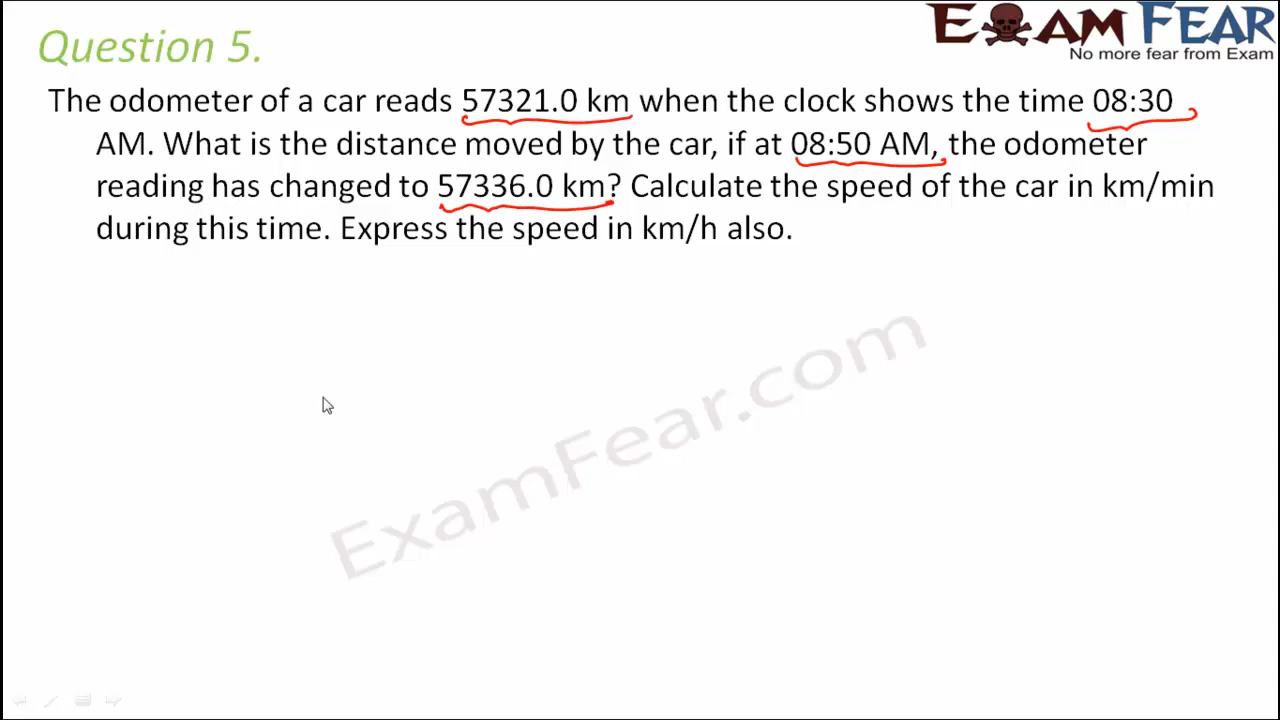 Question 5.
EXAM FEAR
No more fear from Exam
The odometer of a car reads 57321.0 km when the clock shows the time 08:30
AM. What is the distance moved by the car, if at 08:50 AM, the odometer
reading has changed to 57336.0 km? Calculate the speed of the car in km/min
during this time. Express the speed in km/h also.
ExamFear.com